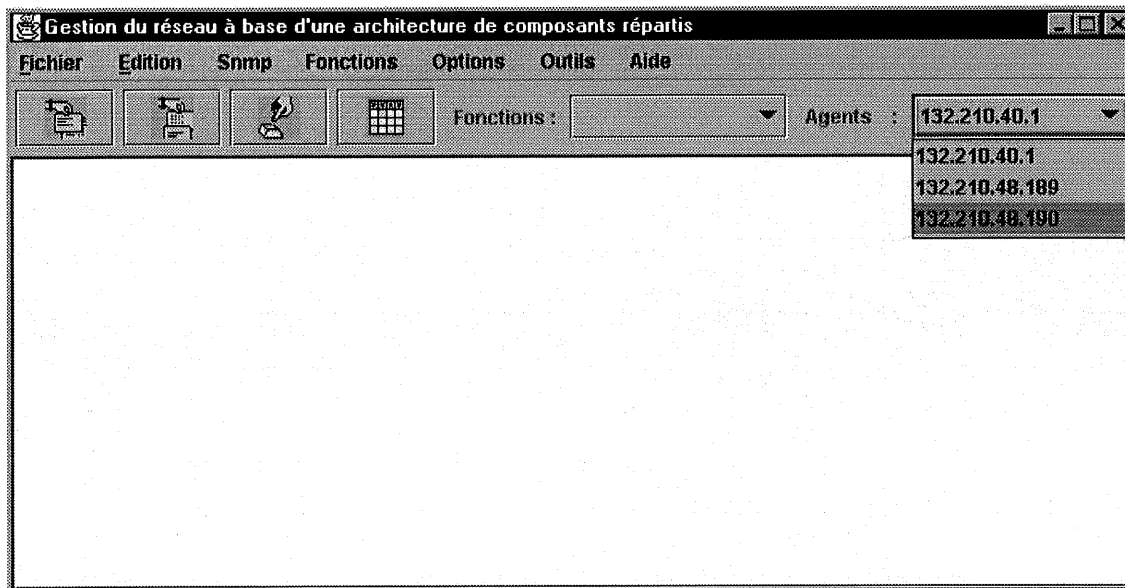 Gestion du réseau à base d'une architecture de composants répartis
Fichier Edition Snmp Fonctions Options Outils Aide
Fonctions : Agents : 132.210.40.1
132.210.40.1
132.210.48.189
132.210.48.190